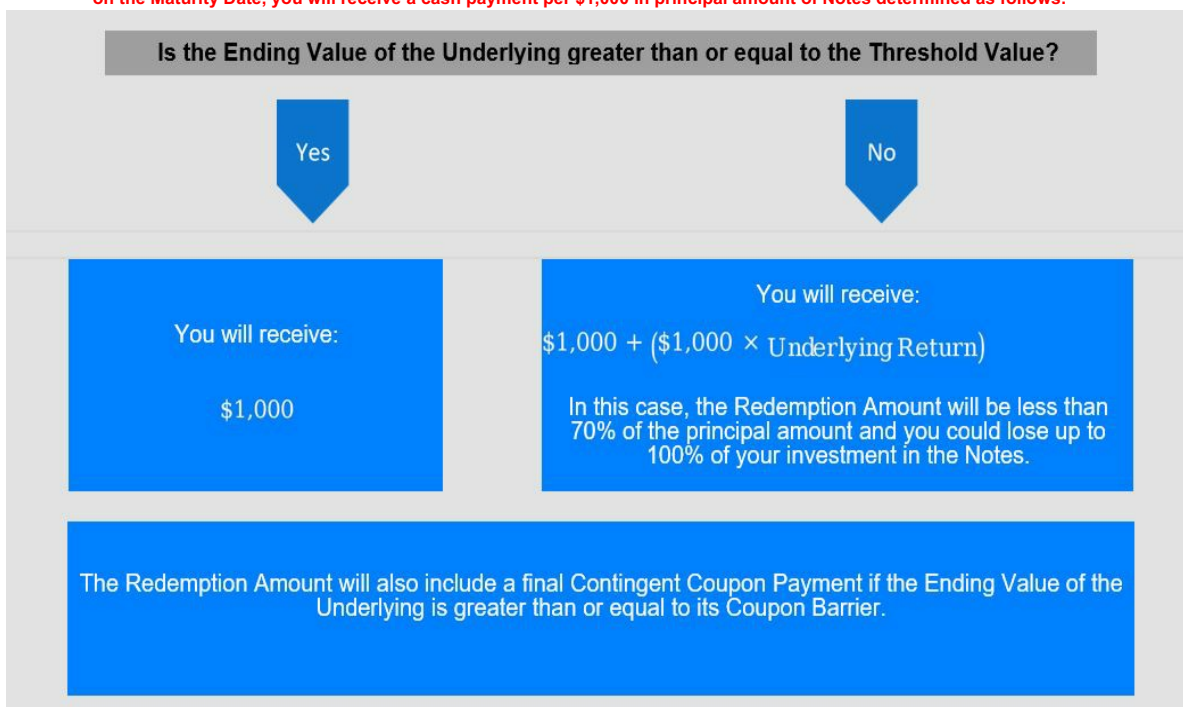 on the Maturity Date, you will receive a cash payment per $1,000 in principal amount of Notes determined as follows:
Is the Ending Value of the Underlying greater than or equal to the Threshold Value?
Yes
No
You will receive:
$1,000
You will receive:
$1,000 + ($1,000 × Underlying Return)
In this case, the Redemption Amount will be less than
70% of the principal amount and you could lose up to
100% of your investment in the Notes.
The Redemption Amount will also include a final Contingent Coupon Payment if the Ending Value of the
Underlying is greater than or equal to its Coupon Barrier.